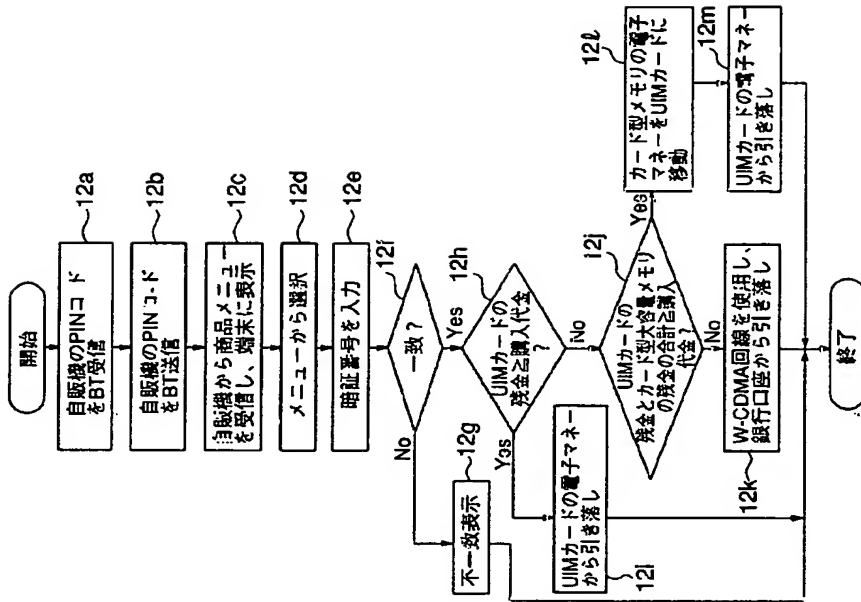 開始
自販機のPINコード
をBT受信
12a
自販機のPINコード
をBT送信
12b
自販機から商品メニュー
を受信し、端末に表示
12c
メニューから選択
12d
暗証番号を入力
12e
一致?
12f
No
Yes
不一致表示
12g
UIMカードの
残金≧購入代金
?
12h
Yes
No
UIMカードの電子マネー
から引き落し
12i
UIMカードの
残金とカード型大容量メモリ
の残金の合計≧購入
代金?
12j
Yes
No
W-CDMA回線を使用し、
銀行口座から引き落し
12k
カード型メモリの電子
マネーをUIMカードに
移動
12ℓ
UIMカードの電子マネー
から引き落し
12m
終了